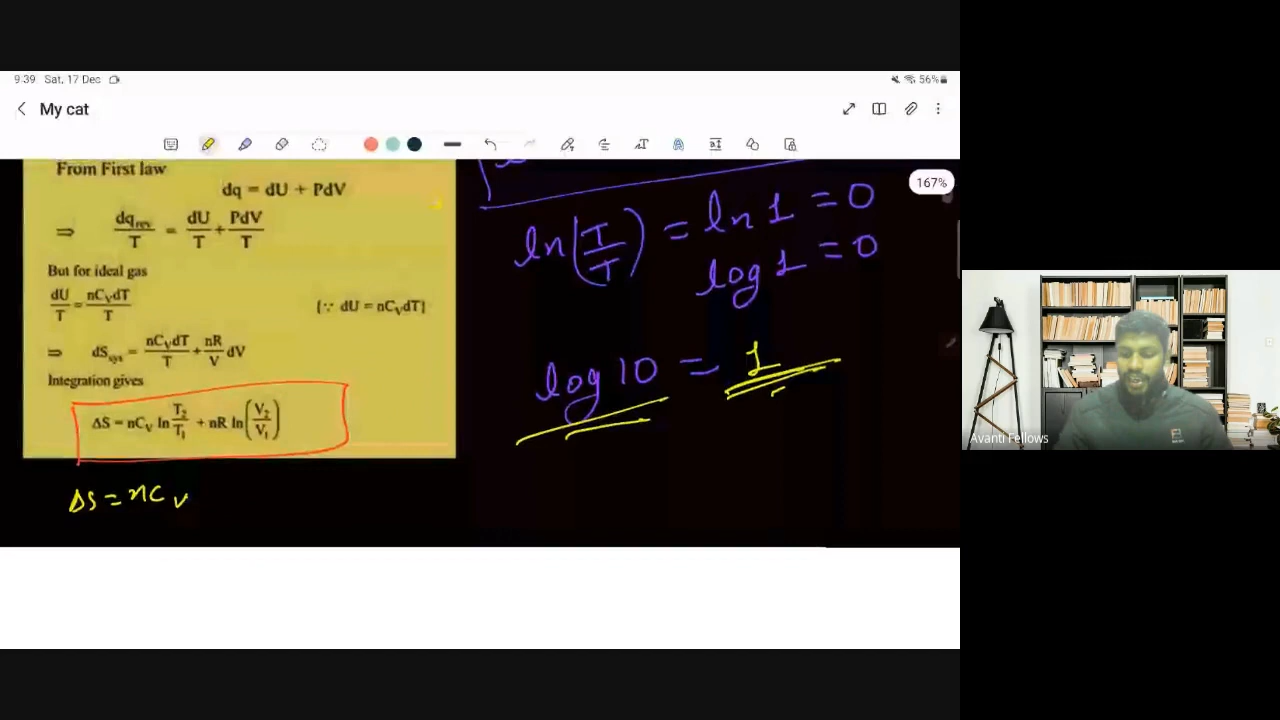 9:39 Sat, 17 Dec
56%
My cat
167%
From First law
dq = dU + PdV
⇒ dq_rev/T = dU/T + PdV/T
But for ideal gas
dU/T = nC_VdT/T {∵ dU = nC_VdT}
⇒ dS_sys = nC_VdT/T + nR/V dV
Integration gives
ΔS = nC_V ln T_2/T_1 + nR ln(V_2/V_1)
ΔS = nC_V
ln(T/T) = ln 1 = 0
log 1 = 0
log 10 = 1
Avanti Fellows